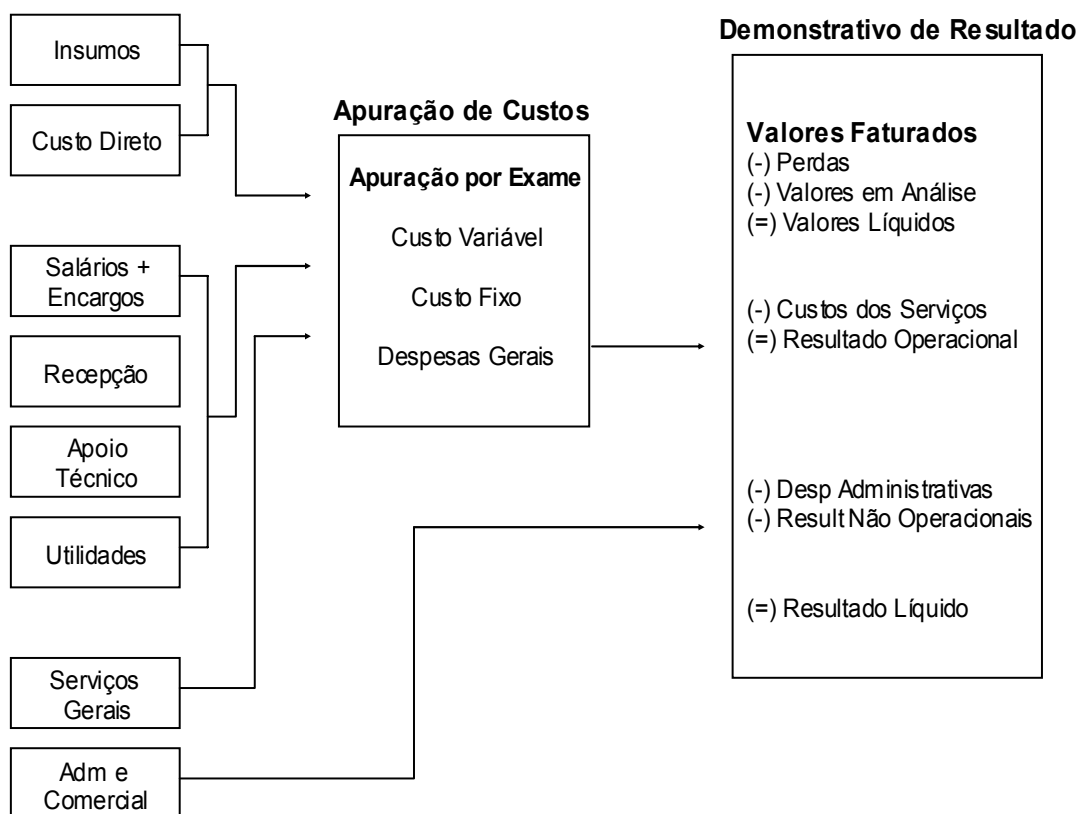 Insumos
Custo Direto
Salários +
Encargos
Recepção
Apoio
Técnico
Utilidades
Serviços
Gerais
Adm e
Comercial
Apuração de Custos
Apuração por Exame
Custo Variável
Custo Fixo
Despesas Gerais
Demonstrativo de Resultado
Valores Faturados
(-) Perdas
(-) Valores em Análise
(=) Valores Líquidos
(-) Custos dos Serviços
(=) Resultado Operacional
(-) Desp Administrativas
(-) Result Não Operacionais
(=) Resultado Líquido